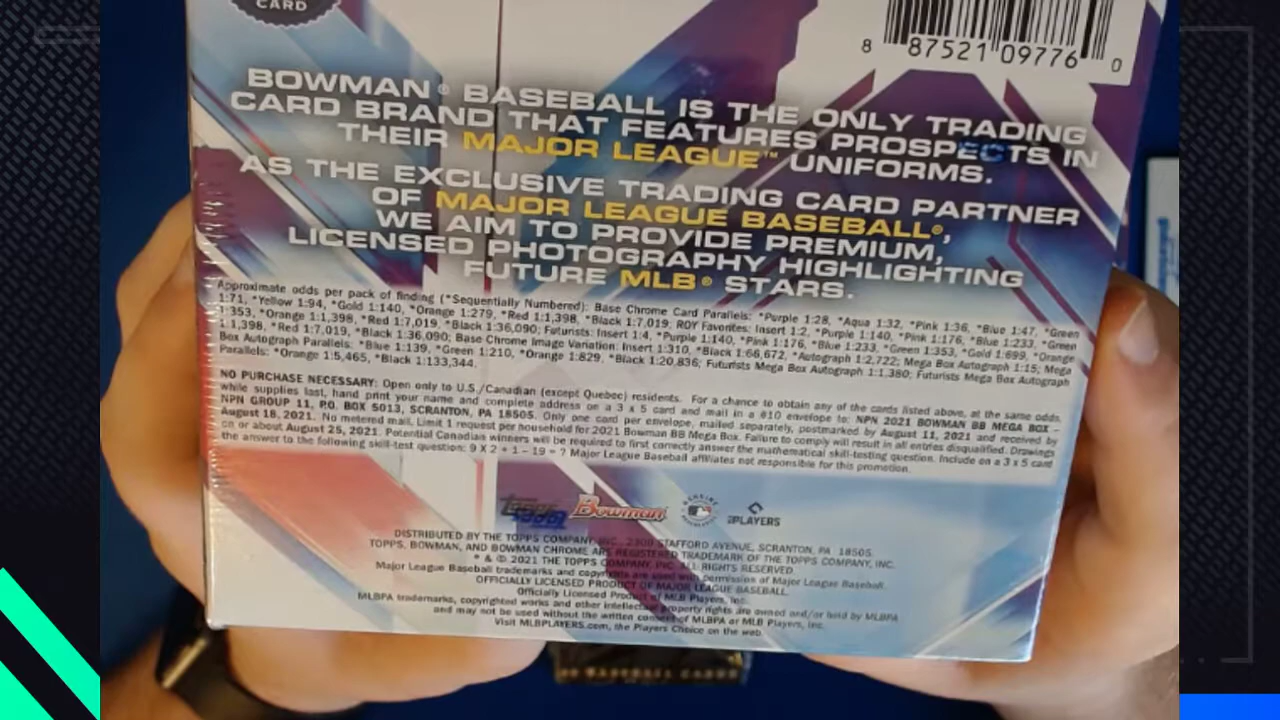 CARD
8 87521 09776 0
BOWMAN® BASEBALL IS THE ONLY TRADING
CARD BRAND THAT FEATURES PROSPECTS IN
THEIR MAJOR LEAGUE™ UNIFORMS.
AS THE EXCLUSIVE TRADING CARD PARTNER
OF MAJOR LEAGUE BASEBALL®,
WE AIM TO PROVIDE PREMIUM,
LICENSED PHOTOGRAPHY HIGHLIGHTING
FUTURE MLB® STARS.
Approximate odds per pack of finding (*Sequentially Numbered): Base Chrome Card Parallels: *Purple 1:28, *Aqua 1:32, *Pink 1:36, *Blue 1:47, *Green
1:71, *Yellow 1:94, *Gold 1:140, *Orange 1:279, *Red 1:1,398, *Black 1:7,019; ROY Favorites: Insert 1:2, *Purple 1:140, *Pink 1:176, *Blue 1:233, *Green
1:353, *Orange 1:1,398, *Red 1:7,019, *Black 1:36,090; Futurists: Insert 1:4, *Purple 1:140, *Pink 1:176, *Blue 1:233, *Green 1:353, *Gold 1:699, *Orange
1:1,398, *Red 1:7,019, *Black 1:36,090; Base Chrome Image Variation: Insert 1:310, *Black 1:68,672, *Autograph 1:2,722; Mega Box Autograph 1:15; Mega
Box Autograph Parallels: *Blue 1:139, *Green 1:210, *Orange 1:829, *Black 1:20,836; Futurists Mega Box Autograph 1:1,380; Futurists Mega Box Autograph
Parallels: *Orange 1:5,465, *Black 1:133,344.
NO PURCHASE NECESSARY: Open only to U.S./Canadian (except Quebec) residents. For a chance to obtain any of the cards listed above, at the same odds,
while supplies last, hand print your name and complete address on a 3 x 5 card and mail in a #10 envelope to: NPN 2021 BOWMAN BB MEGA BOX –
NPN GROUP 11, P.O. BOX 5013, SCRANTON, PA 18505. Only one card per envelope, mailed separately, postmarked by August 11, 2021 and received by
August 18, 2021. No metered mail. Limit 1 request per household for 2021 Bowman BB Mega Box. Failure to comply will result in all entries disqualified. Drawings
on or about August 25, 2021. Potential Canadian winners will be required to first correctly answer the mathematical skill-testing question. Include on a 3 x 5 card
the answer to the following skill-test question: 9 X 2 + 1 – 19 = ? Major League Baseball affiliates not responsible for this promotion.
Topps Bowman PLAYERS
DISTRIBUTED BY THE TOPPS COMPANY, INC., STAFFORD AVENUE, SCRANTON, PA 18505.
TOPPS, BOWMAN, AND BOWMAN CHROME ARE REGISTERED TRADEMARK OF THE TOPPS COMPANY, INC.
® & © 2021 THE TOPPS COMPANY, INC. ALL RIGHTS RESERVED.
Major League Baseball trademarks and copyrights are used with permission of Major League Baseball.
OFFICIALLY LICENSED PRODUCT OF MAJOR LEAGUE BASEBALL.
Officially Licensed Product of MLB Players, Inc.
MLBPA trademarks, copyrighted works and other intellectual property rights are owned and/or held by MLBPA
and may not be used without the written consent of MLBPA or MLB Players, Inc.
Visit MLBPLAYERS.com, the Players Choice on the web.
BASEBALL CARDS